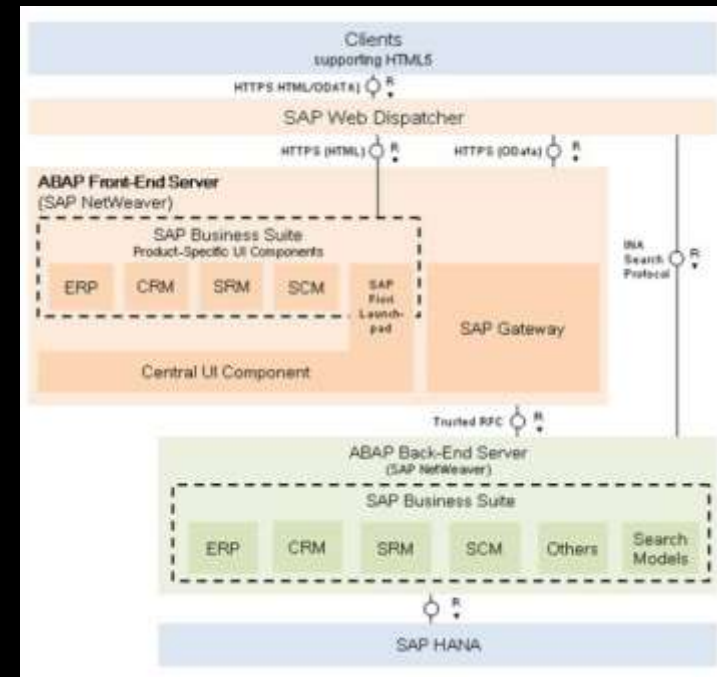 Clients
supporting HTML5
HTTPS HTML/ODATA) R
SAP Web Dispatcher
HTTPS (HTML) R HTTPS (OData) R
ABAP Front-End Server
(SAP NetWeaver)
SAP Business Suite
Product-Specific UI Components
ERP CRM SRM SCM
SAP
Fiori
Launch-
pad
Central UI Component
SAP Gateway
INA
Search
Protocol
R
Trusted RFC R
ABAP Back-End Server
(SAP NetWeaver)
SAP Business Suite
ERP CRM SRM SCM Others Search
Models
R
SAP HANA